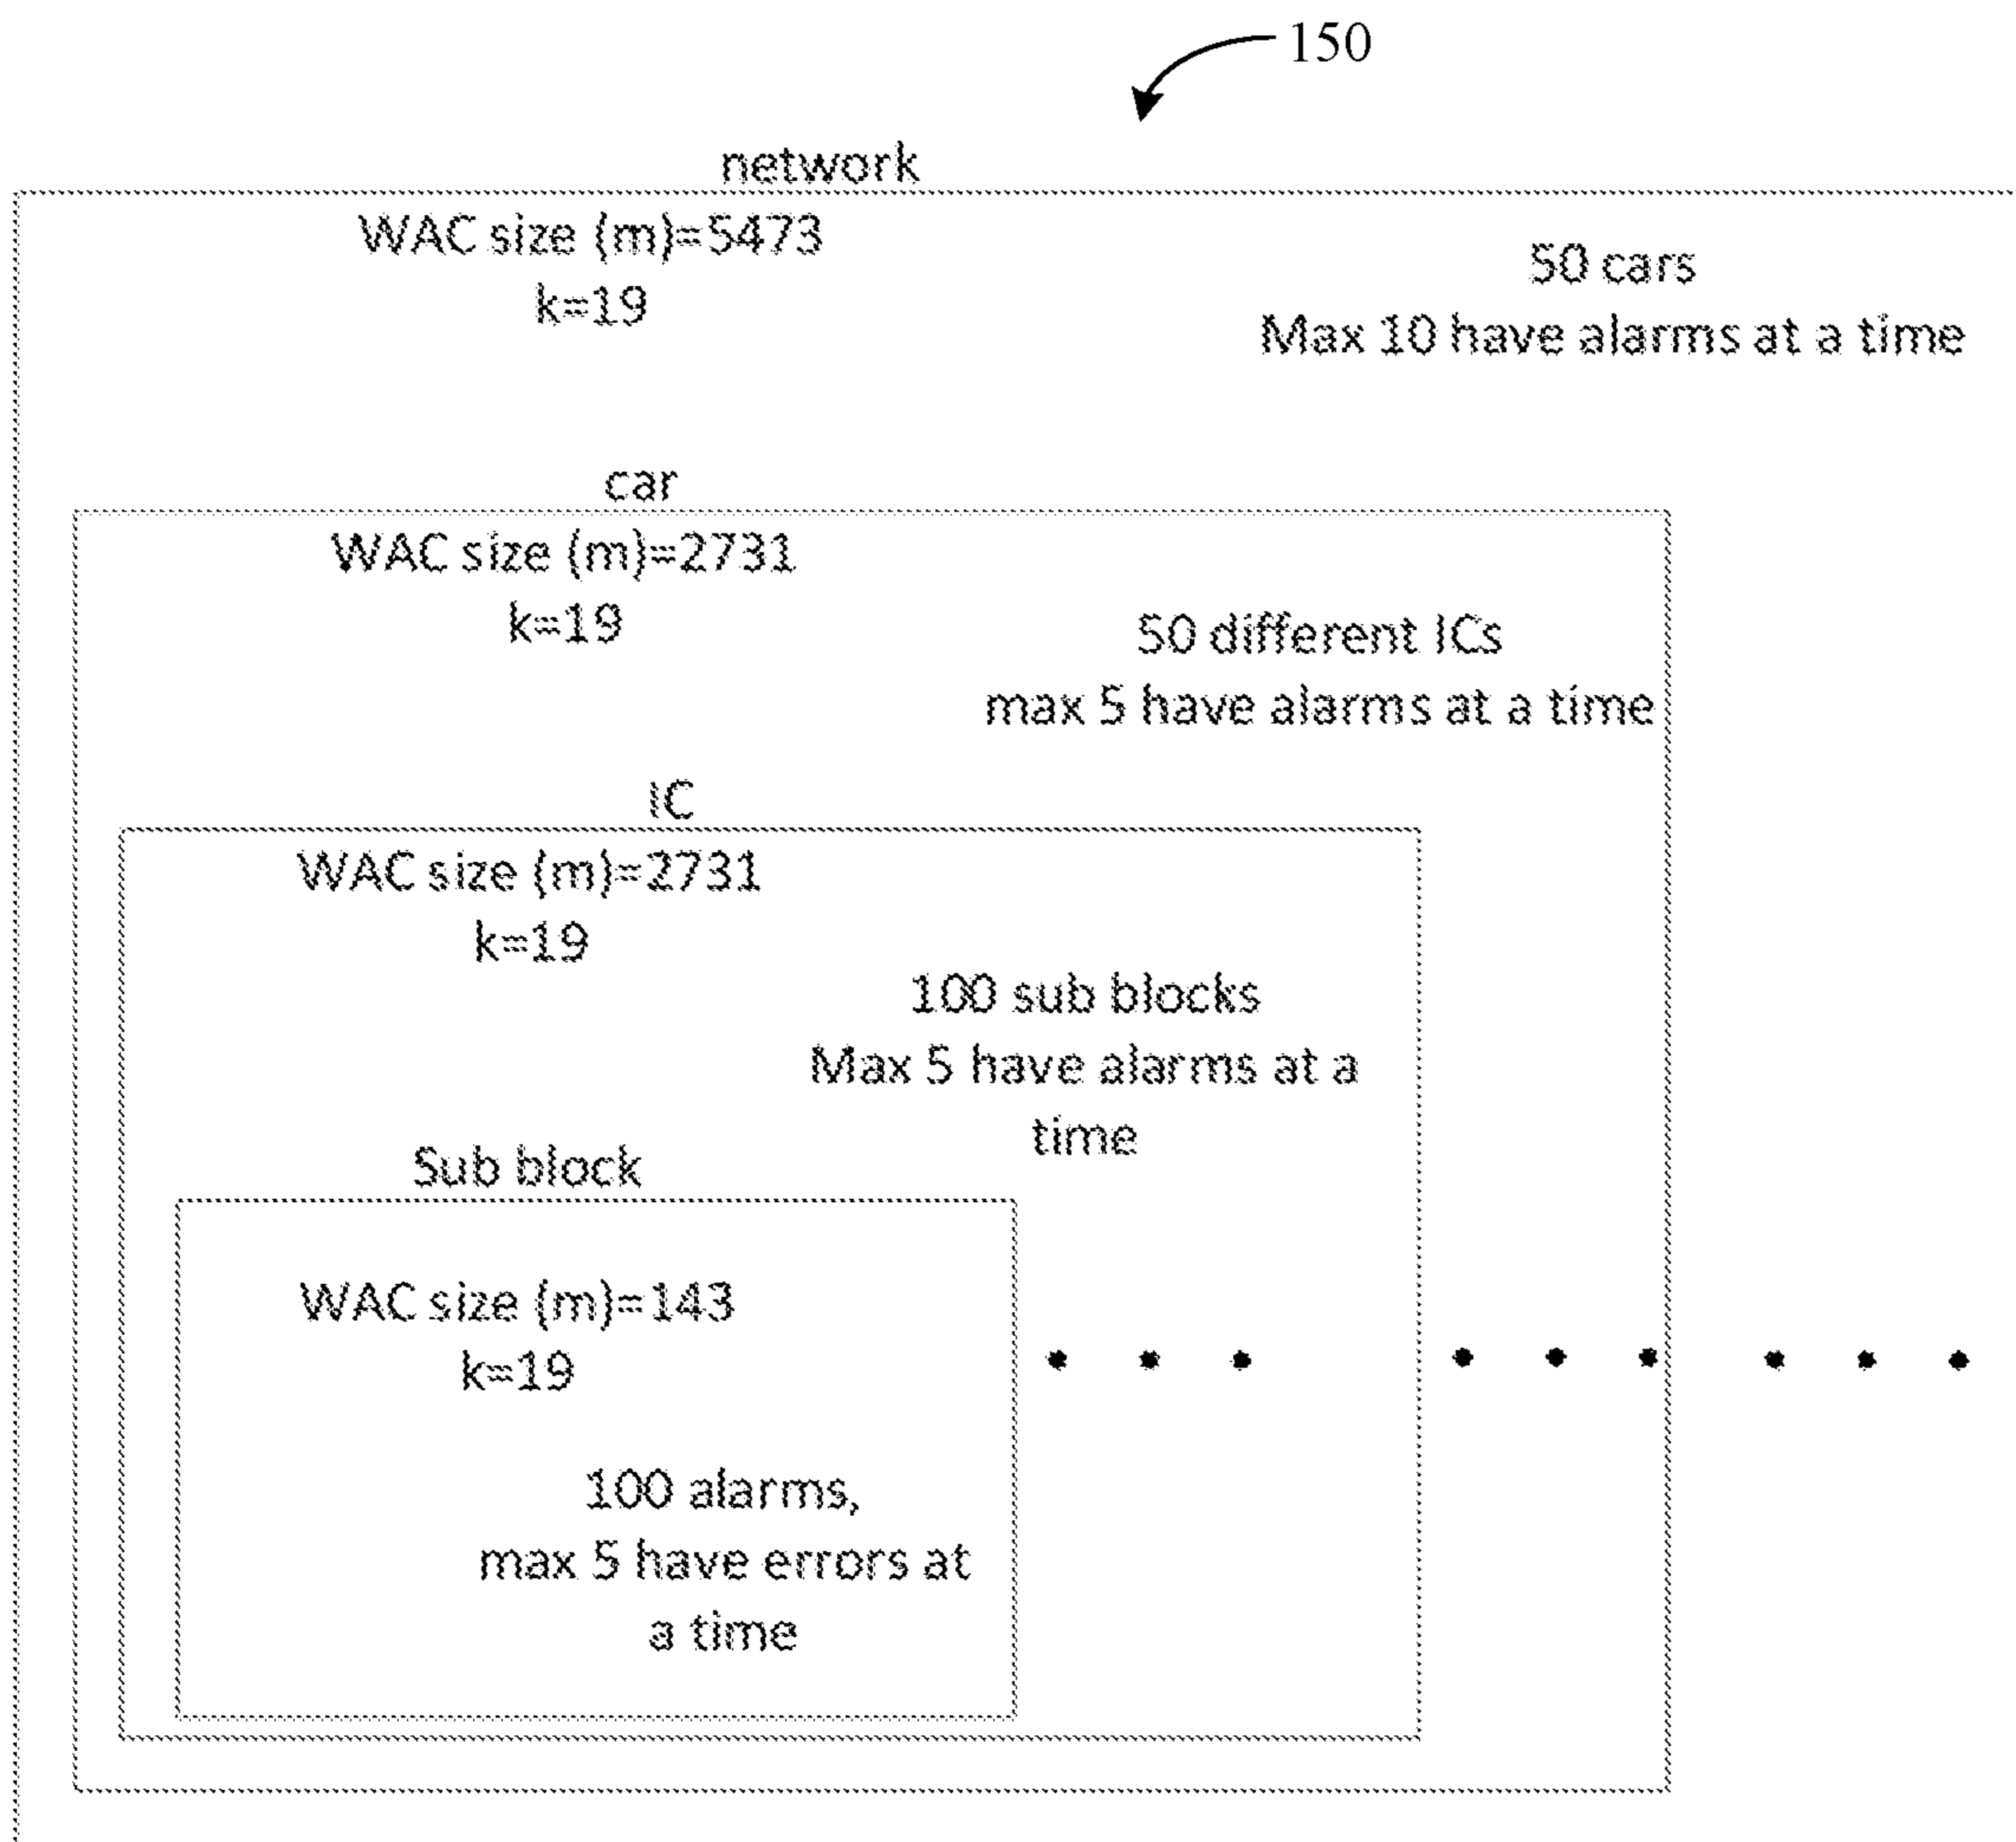 150
network
WAC size (m)=5473
k=19
50 cars
Max 10 have alarms at a time
car
WAC size (m)=2731
k=19
50 different ICs
max 5 have alarms at a time
IC
WAC size (m)=2731
k=19
100 sub blocks
Max 5 have alarms at a
time
Sub block
WAC size (m)=143
k=19
100 alarms,
max 5 have errors at
a time